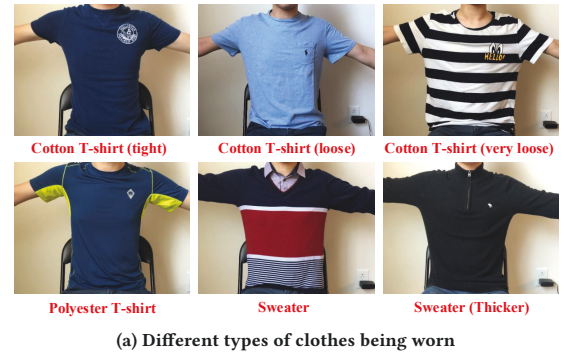 HELLO!
Cotton T-shirt (tight)
Cotton T-shirt (loose)
Cotton T-shirt (very loose)
Polyester T-shirt
Sweater
Sweater (Thicker)
(a) Different types of clothes being worn